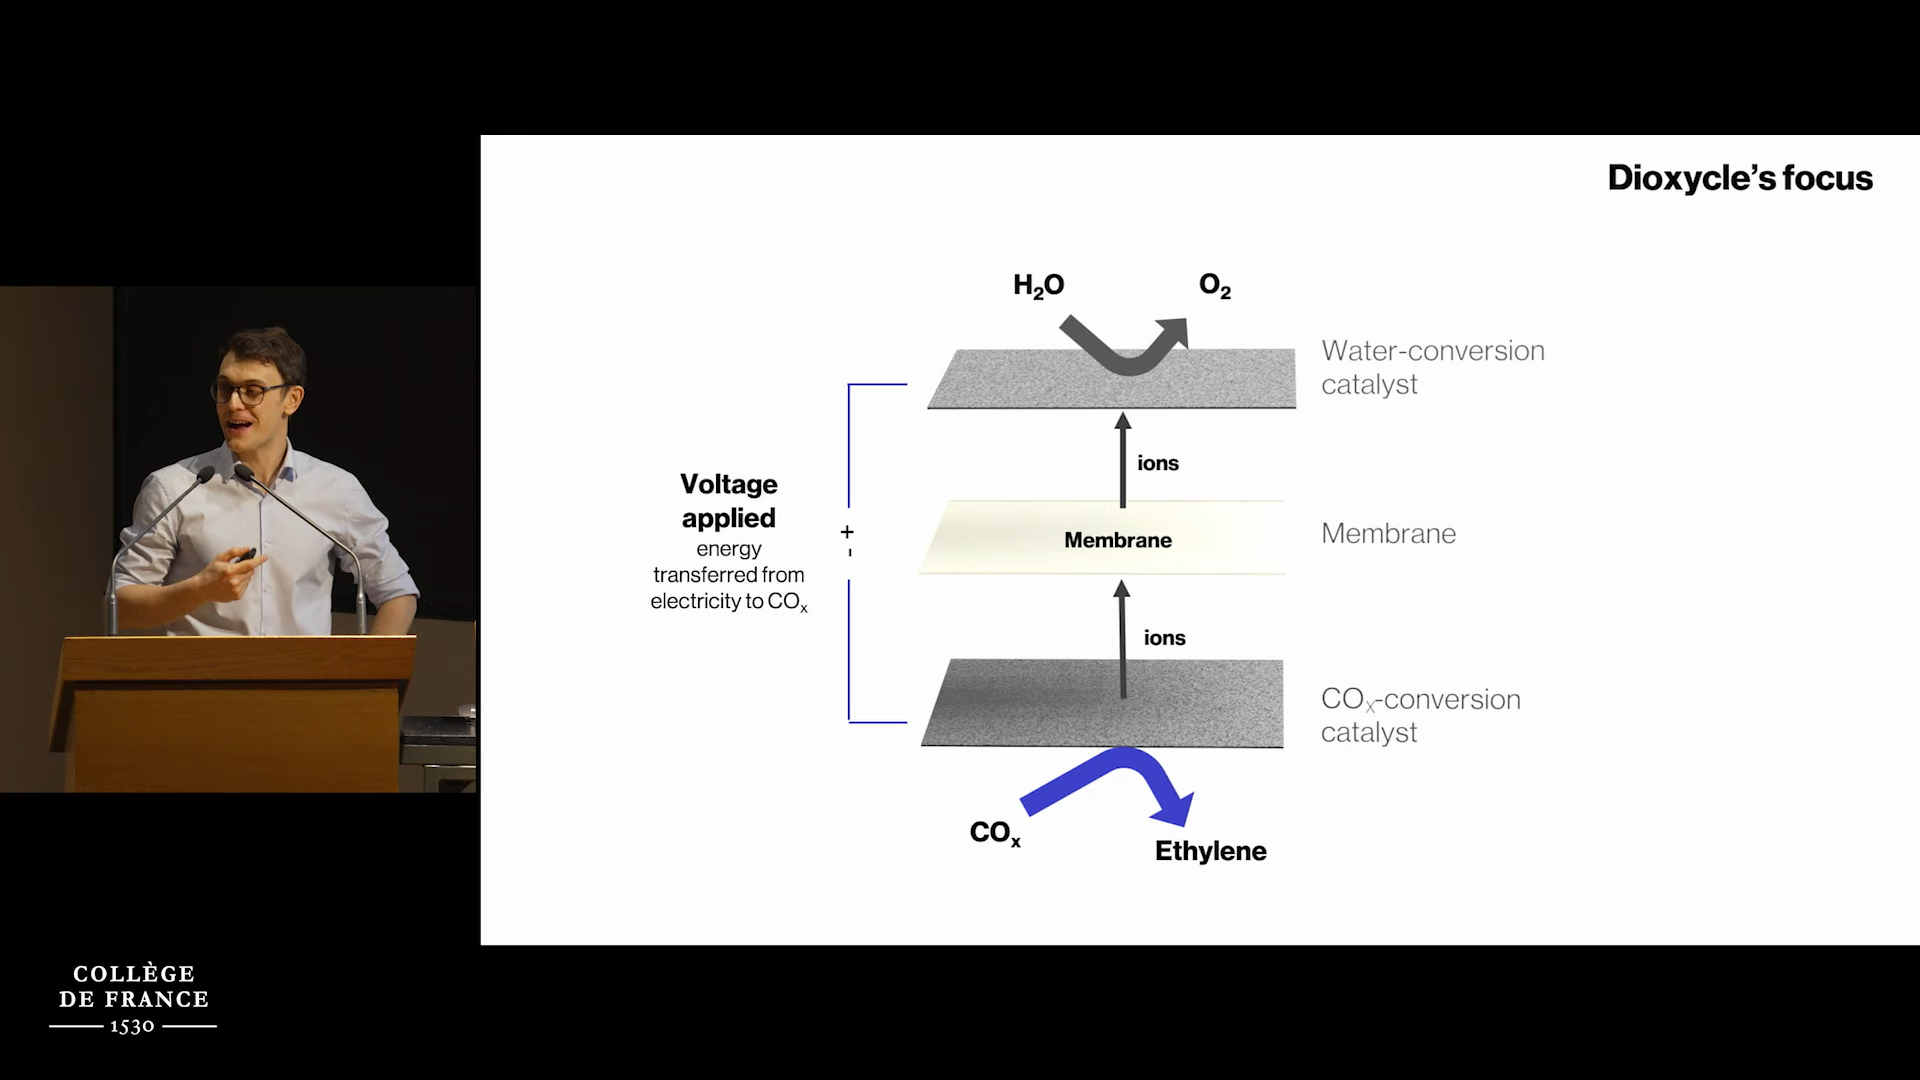 Dioxycle's focus
H₂O
O₂
Water-conversion
catalyst
ions
Voltage
applied
energy
transferred from
electricity to COₓ
+
-
Membrane
Membrane
ions
COₓ-conversion
catalyst
COₓ
Ethylene
COLLÈGE
DE FRANCE
1530